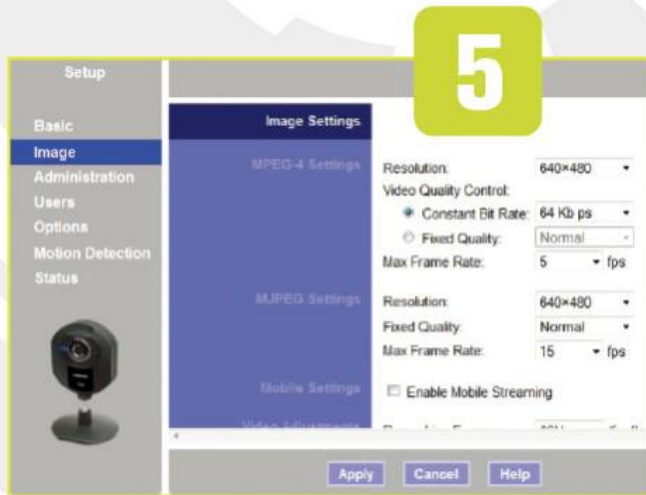 5
Setup
Basic
Image
Administration
Users
Options
Motion Detection
Status
Image Settings
MPEG-4 Settings
Resolution: 640×480
Video Quality Control:
Constant Bit Rate: 64 Kb ps
Fixed Quality: Normal
Max Frame Rate: 5 fps
MJPEG Settings
Resolution: 640×480
Fixed Quality: Normal
Max Frame Rate: 15 fps
Mobile Settings
Enable Mobile Streaming
Apply Cancel Help